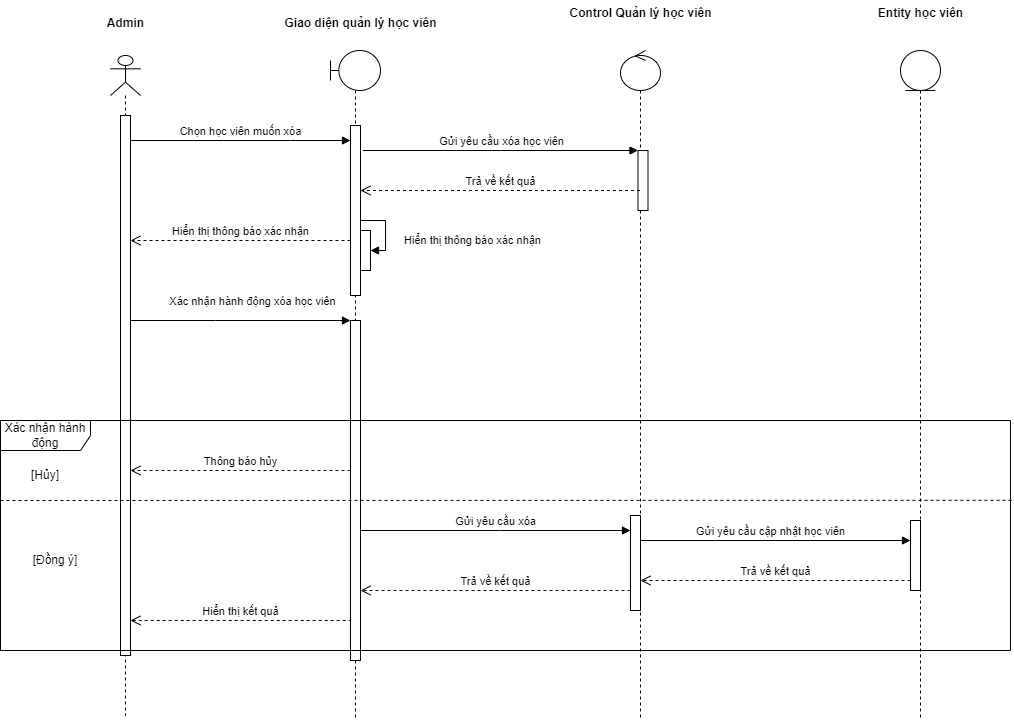 Admin
Giao diện quản lý học viên
Control Quản lý học viên
Entity học viên
Chọn học viên muốn xóa
Gửi yêu cầu xóa học viên
Trả về kết quả
Hiển thị thông báo xác nhận
Hiển thị thông báo xác nhận
Xác nhận hành động xóa học viên
Xác nhận hành
động
Thông báo hủy
[Hủy]
Gửi yêu cầu xóa
Gửi yêu cầu cập nhật học viên
[Đồng ý]
Trả về kết quả
Trả về kết quả
Hiển thị kết quả